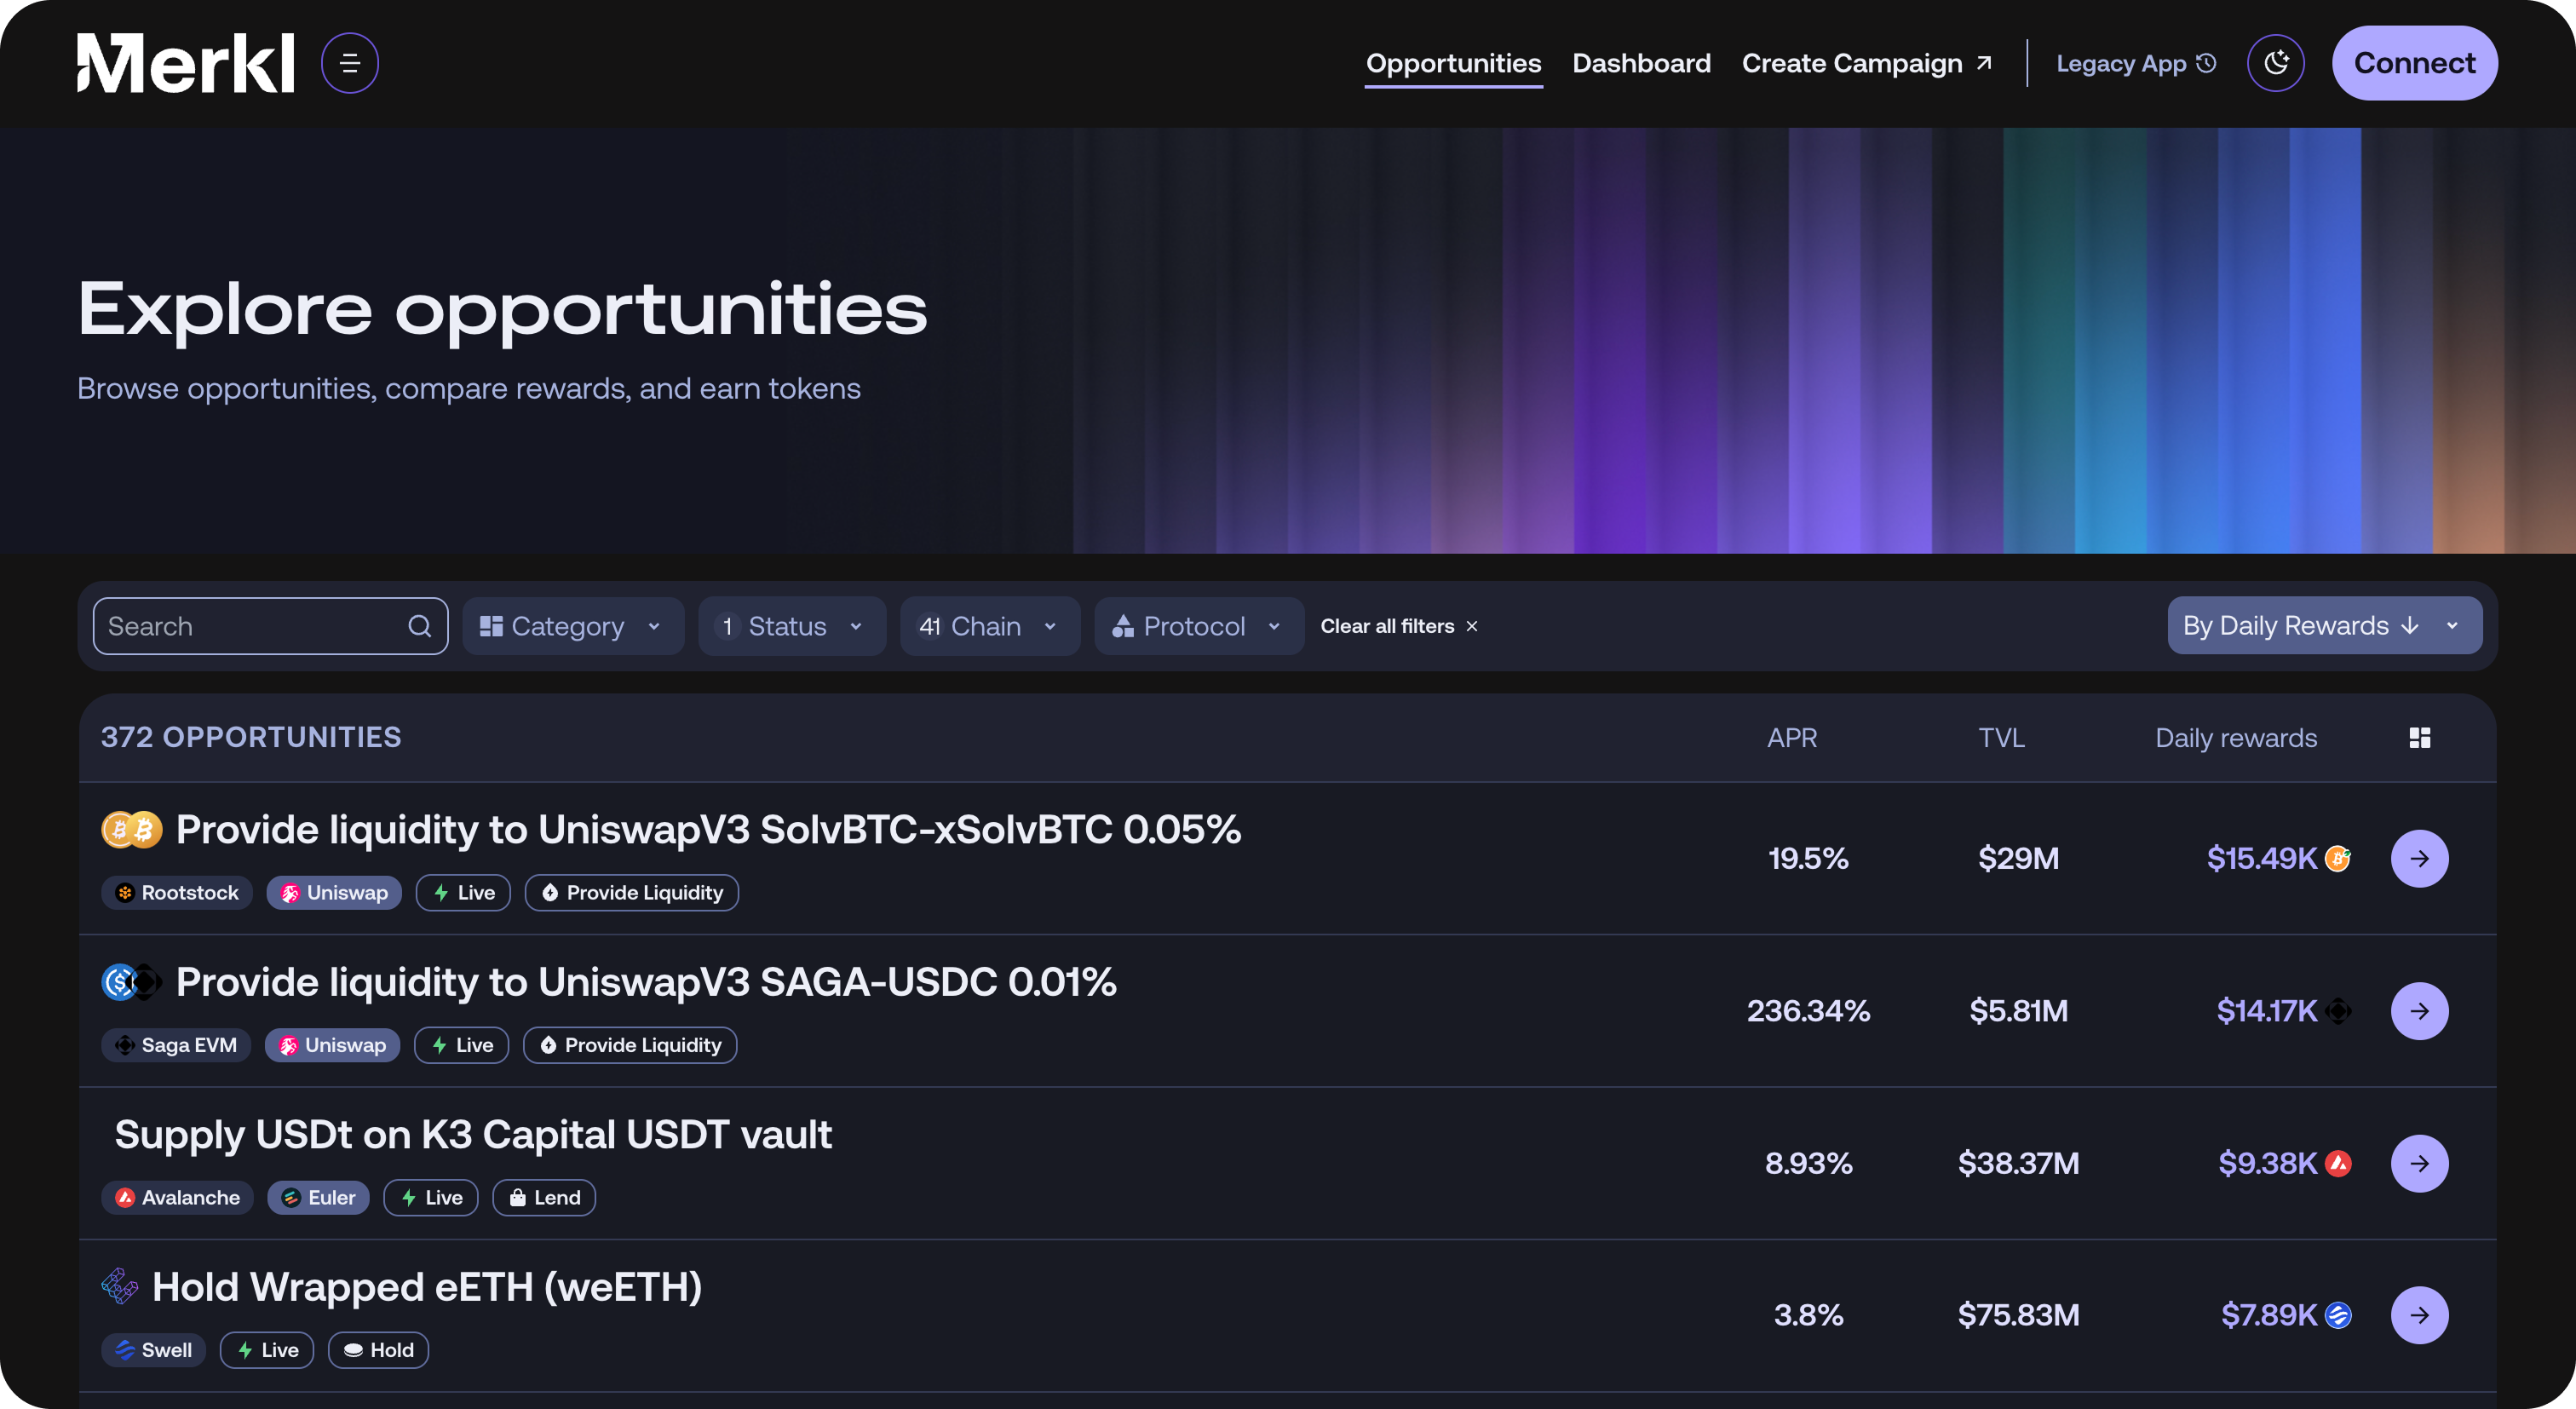 Merkl
Opportunities Dashboard Create Campaign Legacy App Connect
Explore opportunities
Browse opportunities, compare rewards, and earn tokens
Search Category 1 Status 41 Chain Protocol Clear all filters × By Daily Rewards ↓
372 OPPORTUNITIES APR TVL Daily rewards
Provide liquidity to UniswapV3 SolvBTC-xSolvBTC 0.05%
19.5% $29M $15.49K
Rootstock Uniswap Live Provide Liquidity
Provide liquidity to UniswapV3 SAGA-USDC 0.01%
236.34% $5.81M $14.17K
Saga EVM Uniswap Live Provide Liquidity
Supply USDt on K3 Capital USDT vault
8.93% $38.37M $9.38K
Avalanche Euler Live Lend
Hold Wrapped eETH (weETH)
3.8% $75.83M $7.89K
Swell Live Hold